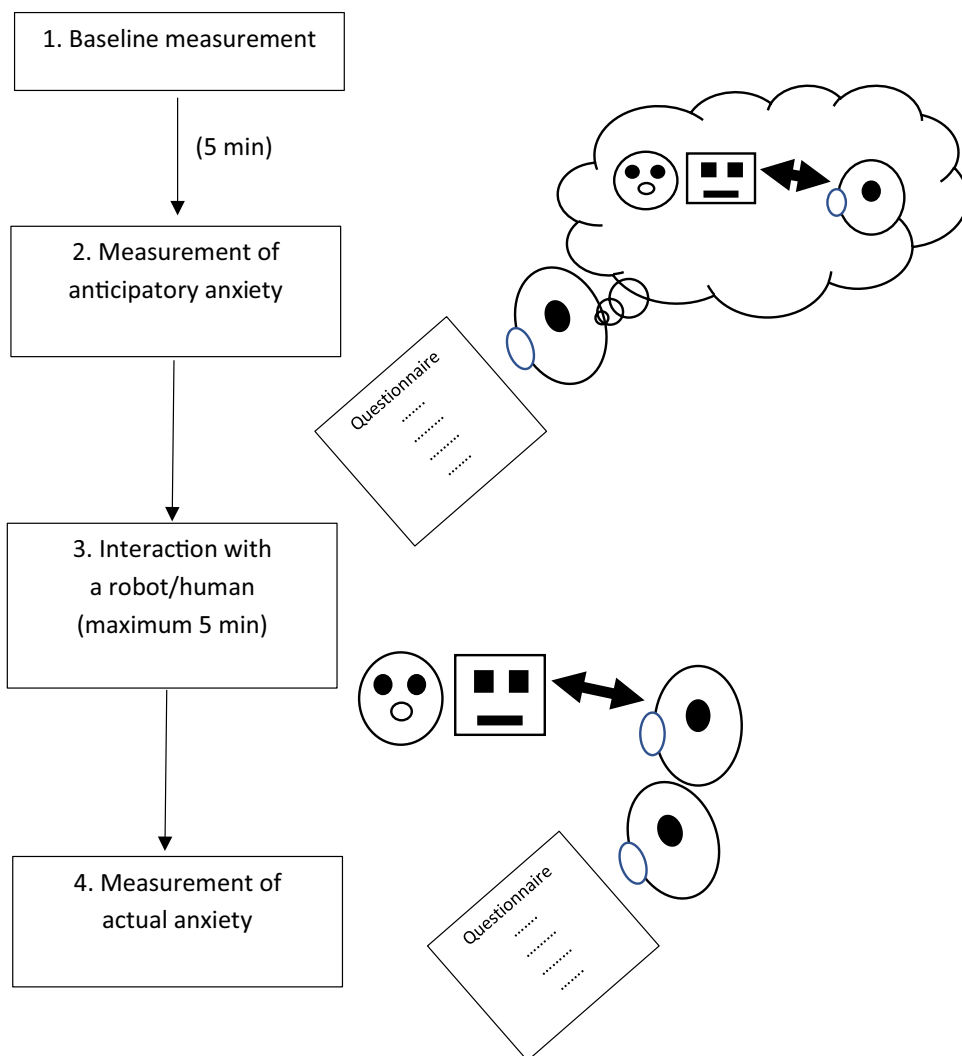 1. Baseline measurement
(5 min)
2. Measurement of
anticipatory anxiety
Questionnaire
........
..........
..........
........
3. Interaction with
a robot/human
(maximum 5 min)
4. Measurement of
actual anxiety
Questionnaire
........
..........
..........
........